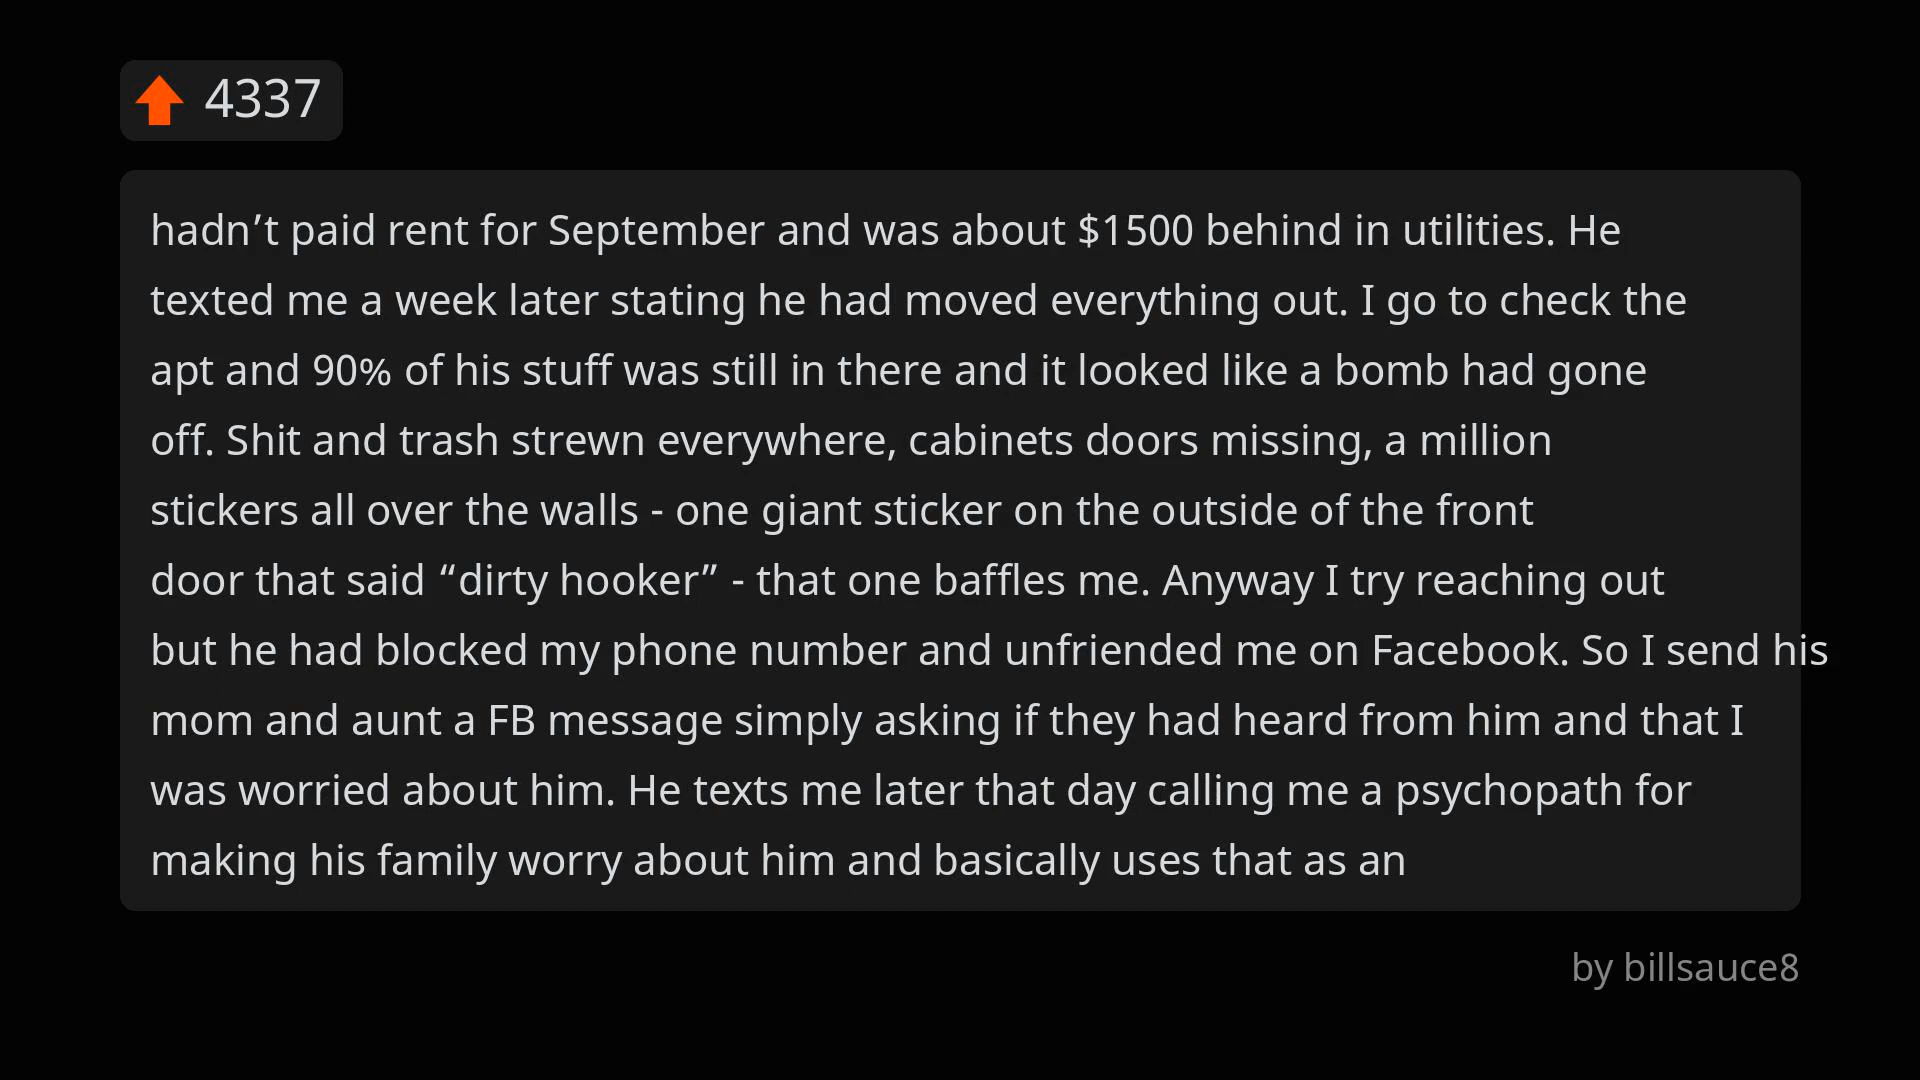 4337
hadn’t paid rent for September and was about $1500 behind in utilities. He
texted me a week later stating he had moved everything out. I go to check the
apt and 90% of his stuff was still in there and it looked like a bomb had gone
off. Shit and trash strewn everywhere, cabinets doors missing, a million
stickers all over the walls - one giant sticker on the outside of the front
door that said “dirty hooker” - that one baffles me. Anyway I try reaching out
but he had blocked my phone number and unfriended me on Facebook. So I send his
mom and aunt a FB message simply asking if they had heard from him and that I
was worried about him. He texts me later that day calling me a psychopath for
making his family worry about him and basically uses that as an
by billsauce8